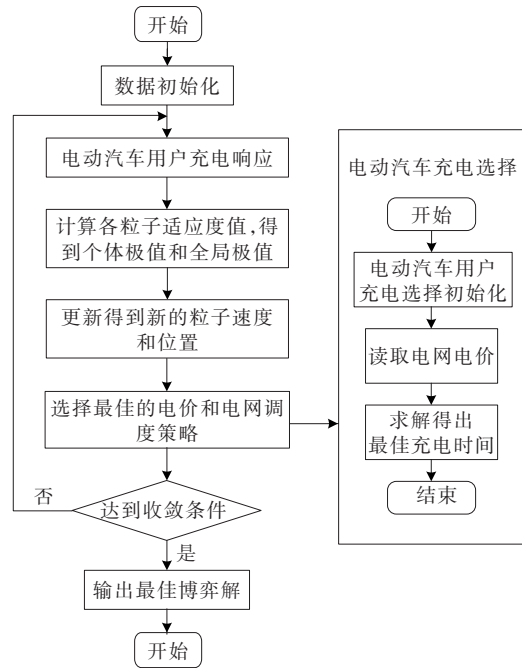 开始
数据初始化
电动汽车用户充电响应
计算各粒子适应度值,得
到个体极值和全局极值
更新得到新的粒子速度
和位置
选择最佳的电价和电网调
度策略
否
达到收敛条件
是
输出最佳博弈解
开始
电动汽车充电选择
开始
电动汽车用户
充电选择初始化
读取电网电价
求解得出
最佳充电时间
结束